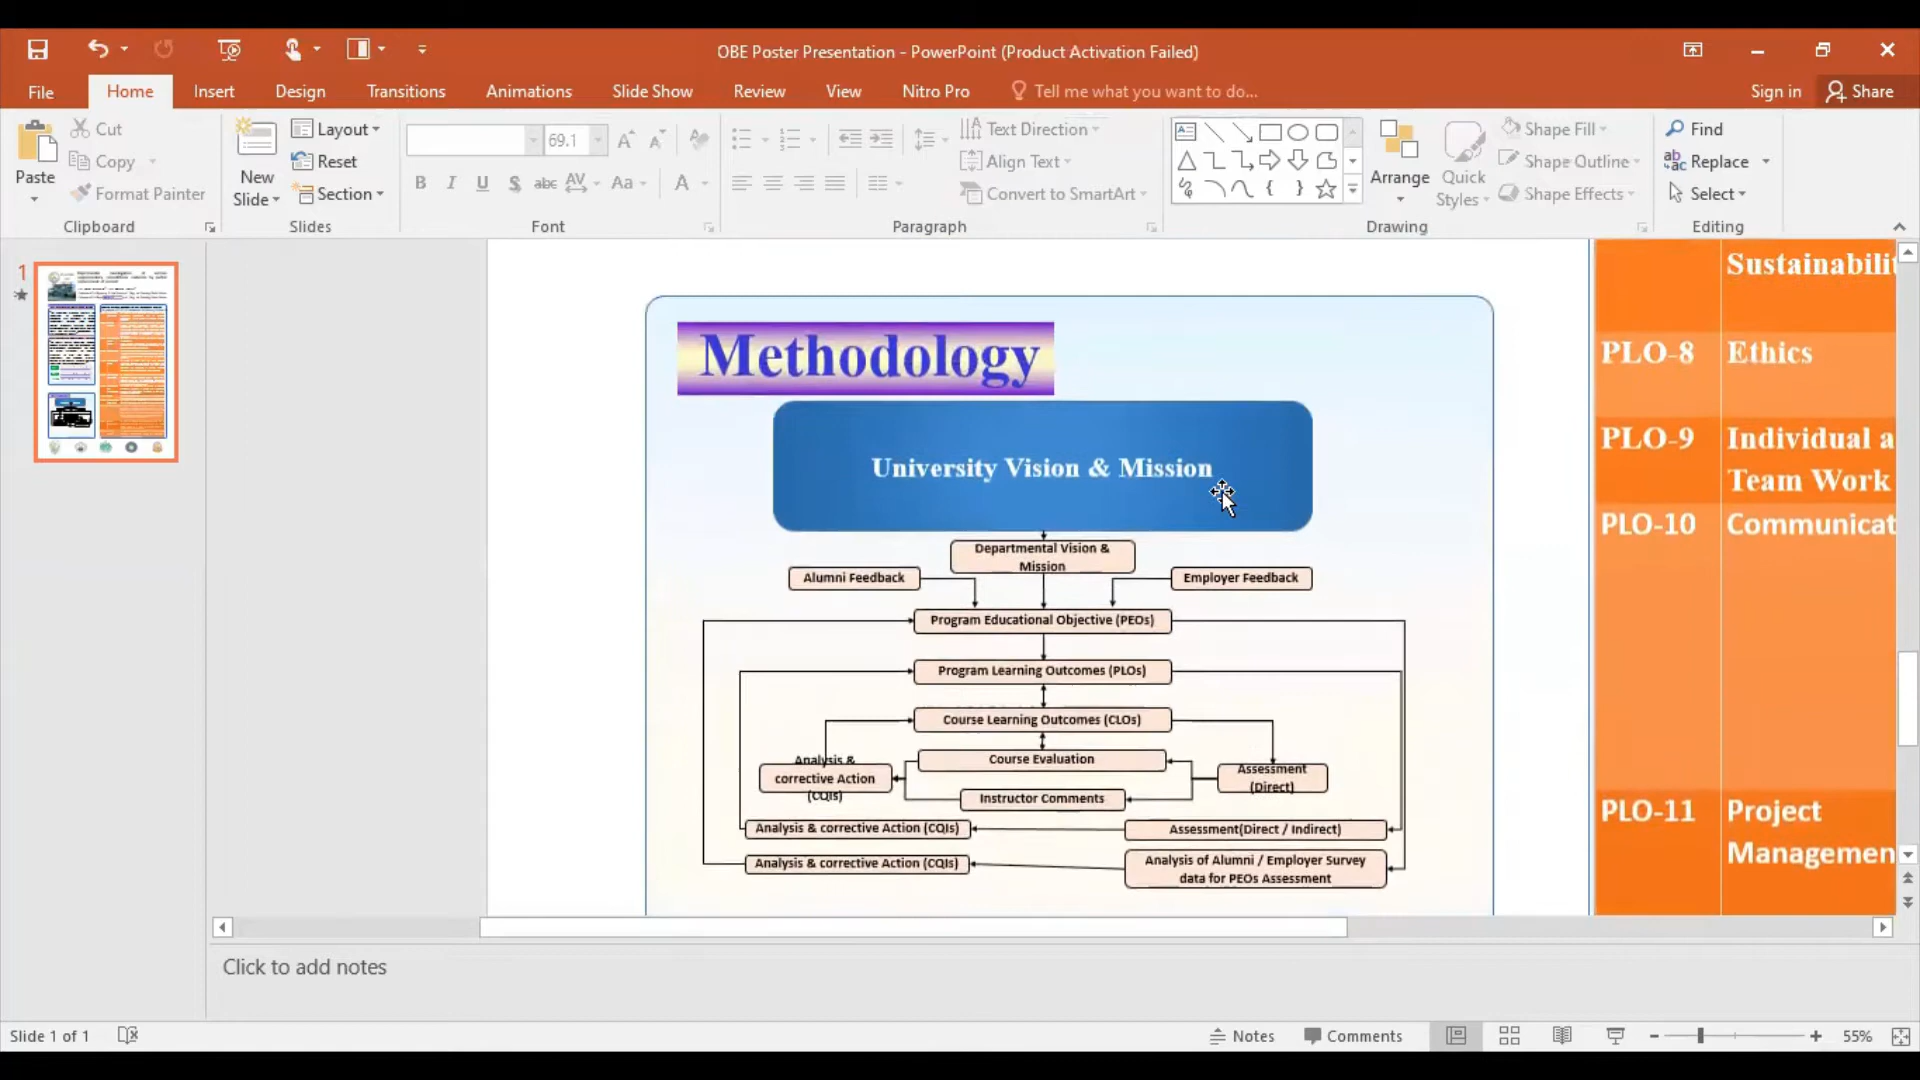 OBE Poster Presentation - PowerPoint (Product Activation Failed)
File
Home
Insert
Design
Transitions
Animations
Slide Show
Review
View
Nitro Pro
Tell me what you want to do...
Sign in
Share
Paste
Cut
Copy
Format Painter
Clipboard
New
Slide
Layout
Reset
Section
Slides
69.1
Font
Text Direction
Align Text
Convert to SmartArt
Paragraph
Arrange
Quick
Styles
Shape Fill
Shape Outline
Shape Effects
Drawing
Find
Replace
Select
Editing
1
Methodology
University Vision & Mission
Departmental Vision &
Mission
Alumni Feedback
Employer Feedback
Program Educational Objective (PEOs)
Program Learning Outcomes (PLOs)
Course Learning Outcomes (CLOs)
Course Evaluation
Analysis &
corrective Action
(CQIs)
Assessment
(Direct)
Instructor Comments
Analysis & corrective Action (CQIs)
Assessment(Direct / Indirect)
Analysis & corrective Action (CQIs)
Analysis of Alumni / Employer Survey
data for PEOs Assessment
Sustainabilit
PLO-8 Ethics
PLO-9 Individual a
Team Work
PLO-10 Communicat
PLO-11 Project
Managemen
Click to add notes
Slide 1 of 1
Notes
Comments
55%